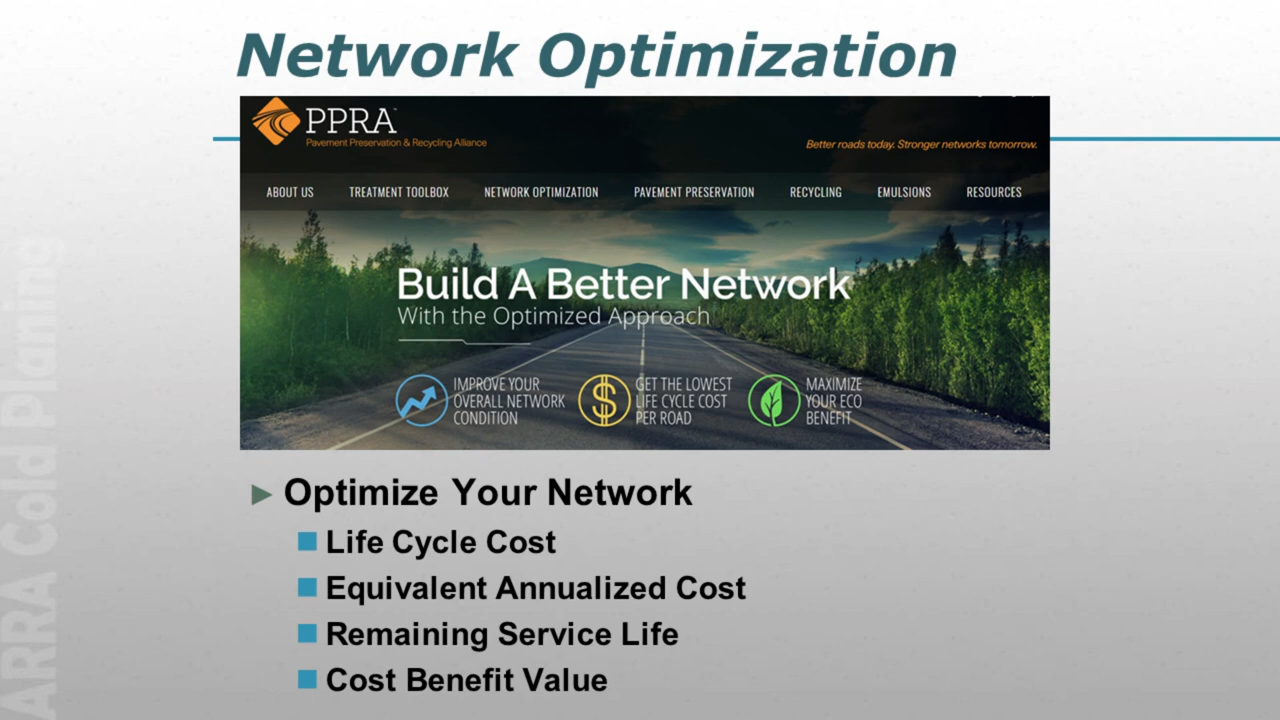 Network Optimization
PPRA™
Pavement Preservation & Recycling Alliance
Better roads today. Stronger networks tomorrow.
ABOUT US TREATMENT TOOLBOX NETWORK OPTIMIZATION PAVEMENT PRESERVATION RECYCLING EMULSIONS RESOURCES
Build A Better Network
With the Optimized Approach
IMPROVE YOUR
OVERALL NETWORK
CONDITION
$
GET THE LOWEST
LIFE CYCLE COST
PER ROAD
MAXIMIZE
YOUR ECO
BENEFIT
Optimize Your Network
Life Cycle Cost
Equivalent Annualized Cost
Remaining Service Life
Cost Benefit Value
ARRA Cold Planing